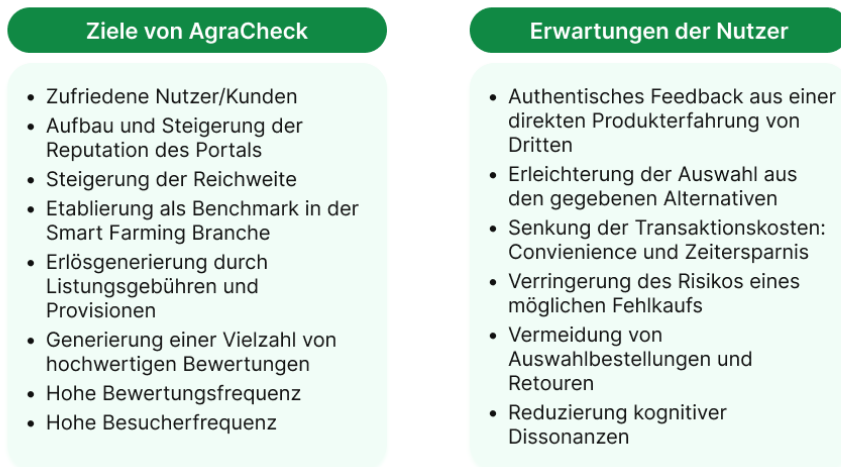 Ziele von AgraCheck
• Zufriedene Nutzer/Kunden
• Aufbau und Steigerung der
Reputation des Portals
• Steigerung der Reichweite
• Etablierung als Benchmark in der
Smart Farming Branche
• Erlösgenerierung durch
Listungsgebühren und
Provisionen
• Generierung einer Vielzahl von
hochwertigen Bewertungen
• Hohe Bewertungsfrequenz
• Hohe Besucherfrequenz
Erwartungen der Nutzer
• Authentisches Feedback aus einer
direkten Produkterfahrung von
Dritten
• Erleichterung der Auswahl aus
den gegebenen Alternativen
• Senkung der Transaktionskosten:
Convienience und Zeitersparnis
• Verringerung des Risikos eines
möglichen Fehlkaufs
• Vermeidung von
Auswahlbestellungen und
Retouren
• Reduzierung kognitiver
Dissonanzen